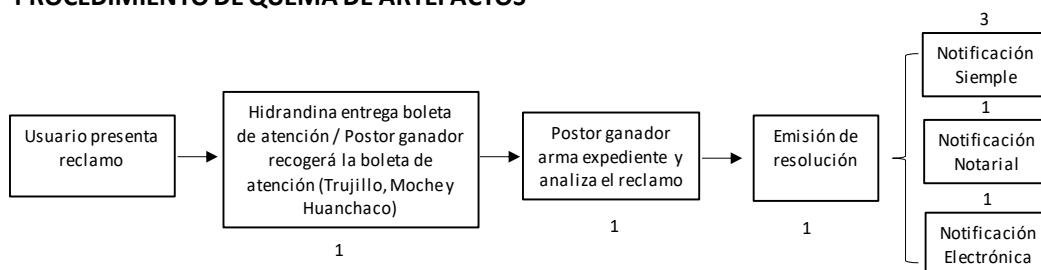 PROCEDIMIENTO DE QUEMA DE ARTEFACTOS
Usuario presenta
reclamo
Hidrandina entrega boleta
de atención / Postor ganador
recogerá la boleta de
atención (Trujillo, Moche y
Huanchaco)
1
Postor ganador
arma expediente y
analiza el reclamo
1
Emisión de
resolución
1
3
Notificación
Siemple
1
Notificación
Notarial
1
Notificación
Electrónica